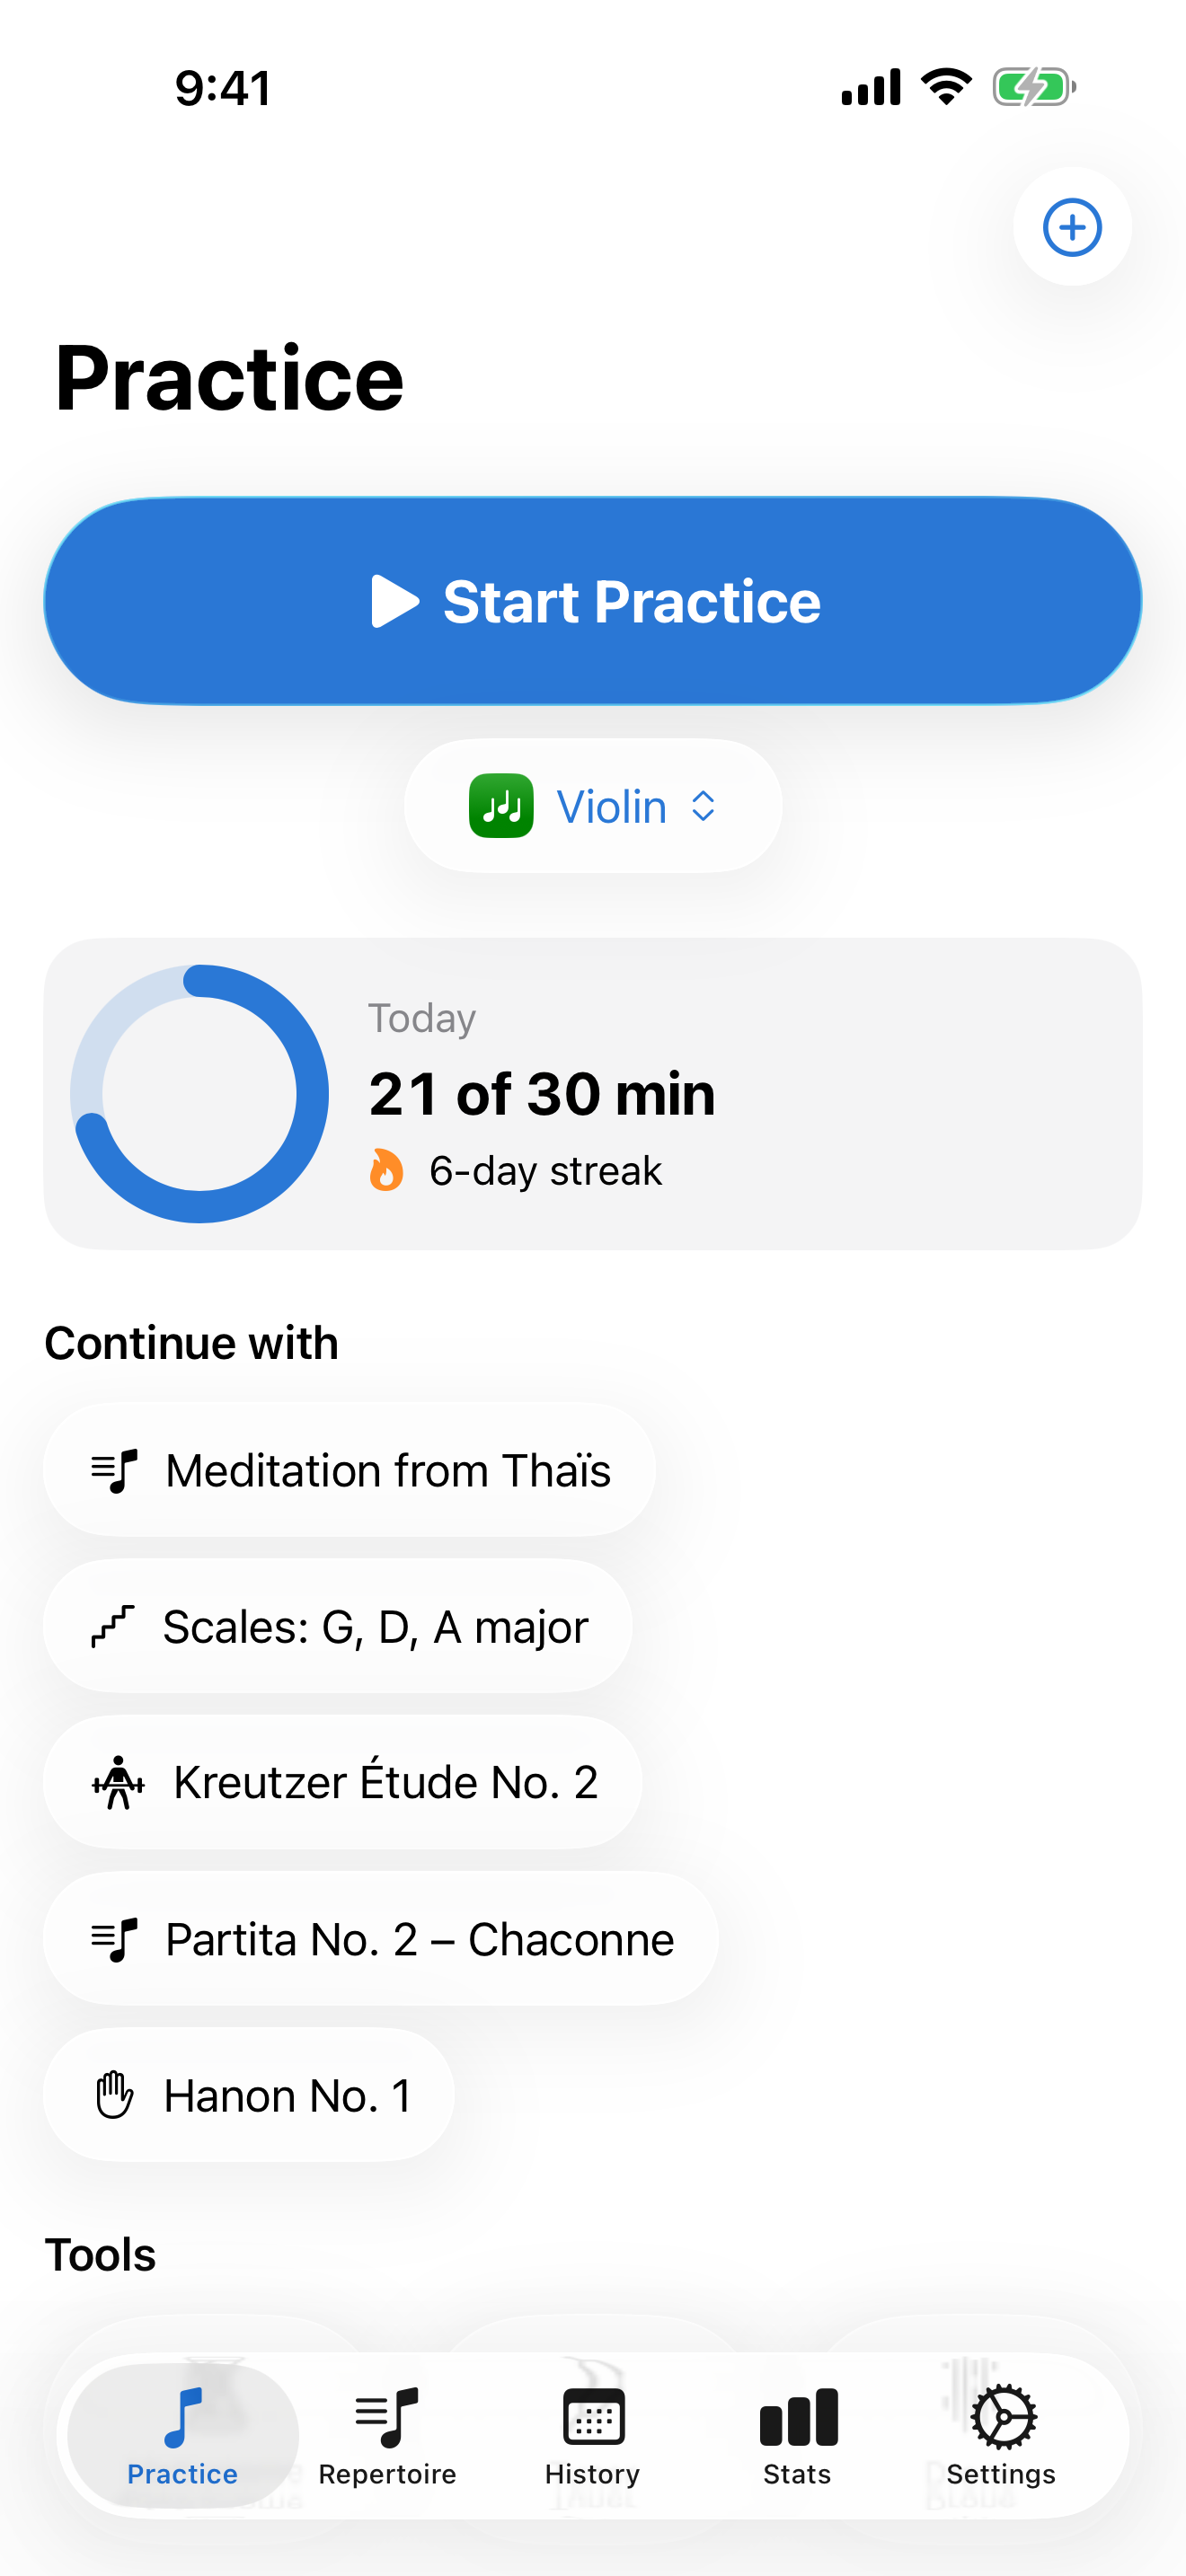 9:41
Practice
Start Practice
Violin
Today
21 of 30 min
6-day streak
Continue with
Meditation from Thaïs
Scales: G, D, A major
Kreutzer Étude No. 2
Partita No. 2 – Chaconne
Hanon No. 1
Tools
Practice
Repertoire
History
Stats
Settings